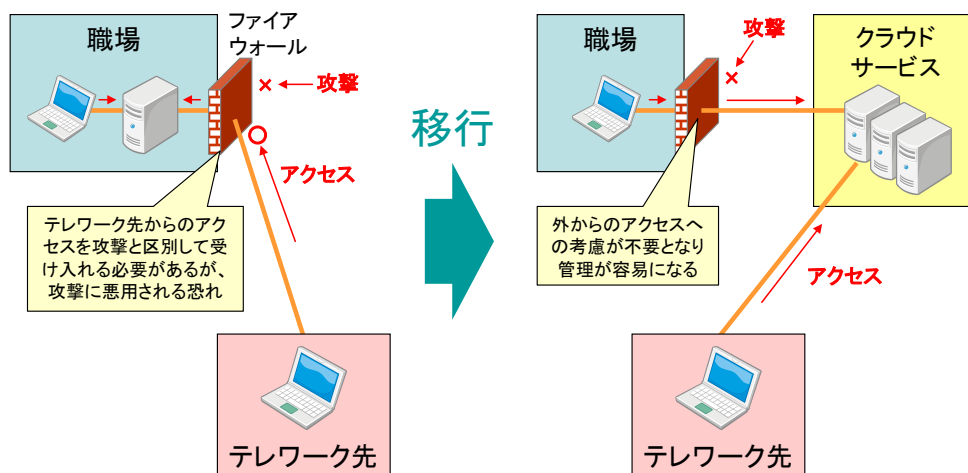 職場
ファイア
ウォール
×
攻撃
アクセス
テレワーク先からのアク
セスを攻撃と区別して受
け入れる必要があるが、
攻撃に悪用される恐れ
テレワーク先
移行
職場
攻撃
×
クラウド
サービス
外からのアクセスへ
の考慮が不要となり
管理が容易になる
アクセス
テレワーク先